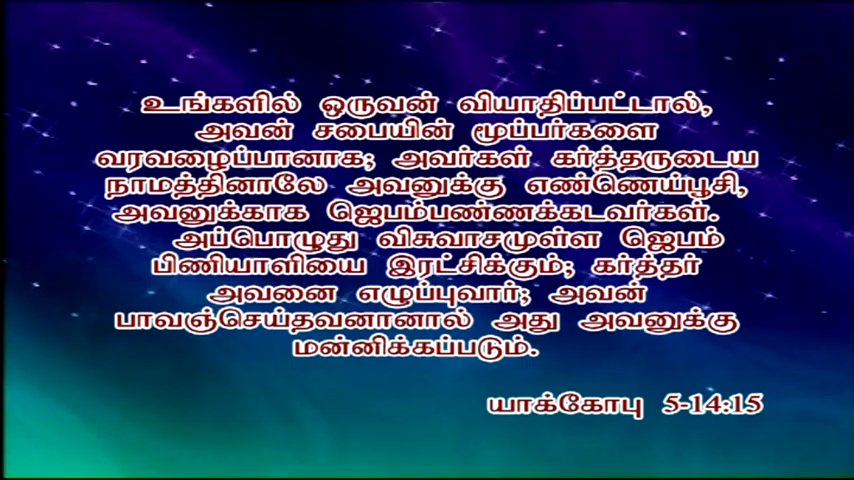 உங்களில் ஒருவன் வியாதிப்பட்டால்,
அவன் சபையின் மூப்பர்களை
வரவழைப்பானாக; அவர்கள் கர்த்தருடைய
நாமத்தினாலே அவனுக்கு எண்ணெய்பூசி,
அவனுக்காக ஜெபம்பண்ணக்கடவர்கள்.
அப்பொழுது விசுவாசமுள்ள ஜெபம்
பிணியாளியை இரட்சிக்கும்; கர்த்தர்
அவனை எழுப்புவார்; அவன்
பாவஞ்செய்தவனானால் அது அவனுக்கு
மன்னிக்கப்படும்.
யாக்கோபு 5-14:15